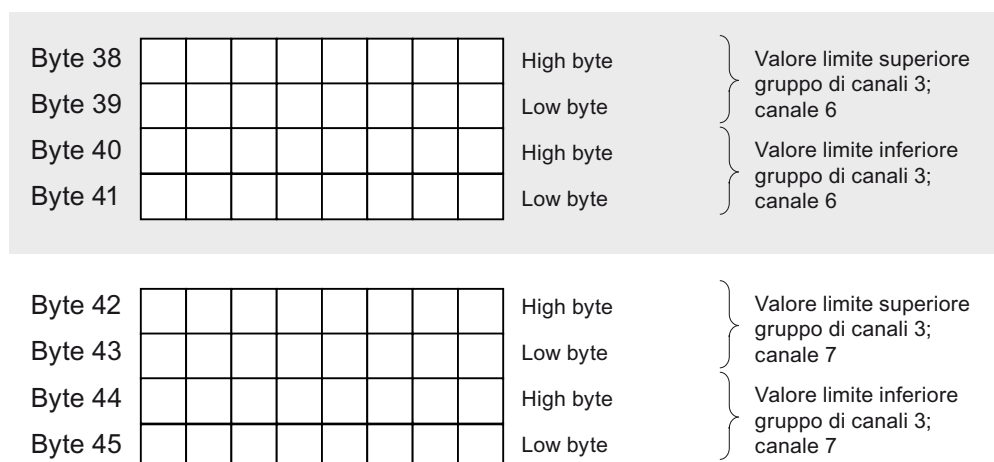 Byte 38
High byte
Byte 39
Low byte
Valore limite superiore
gruppo di canali 3;
canale 6
Byte 40
High byte
Byte 41
Low byte
Valore limite inferiore
gruppo di canali 3;
canale 6
Byte 42
High byte
Byte 43
Low byte
Valore limite superiore
gruppo di canali 3;
canale 7
Byte 44
High byte
Byte 45
Low byte
Valore limite inferiore
gruppo di canali 3;
canale 7